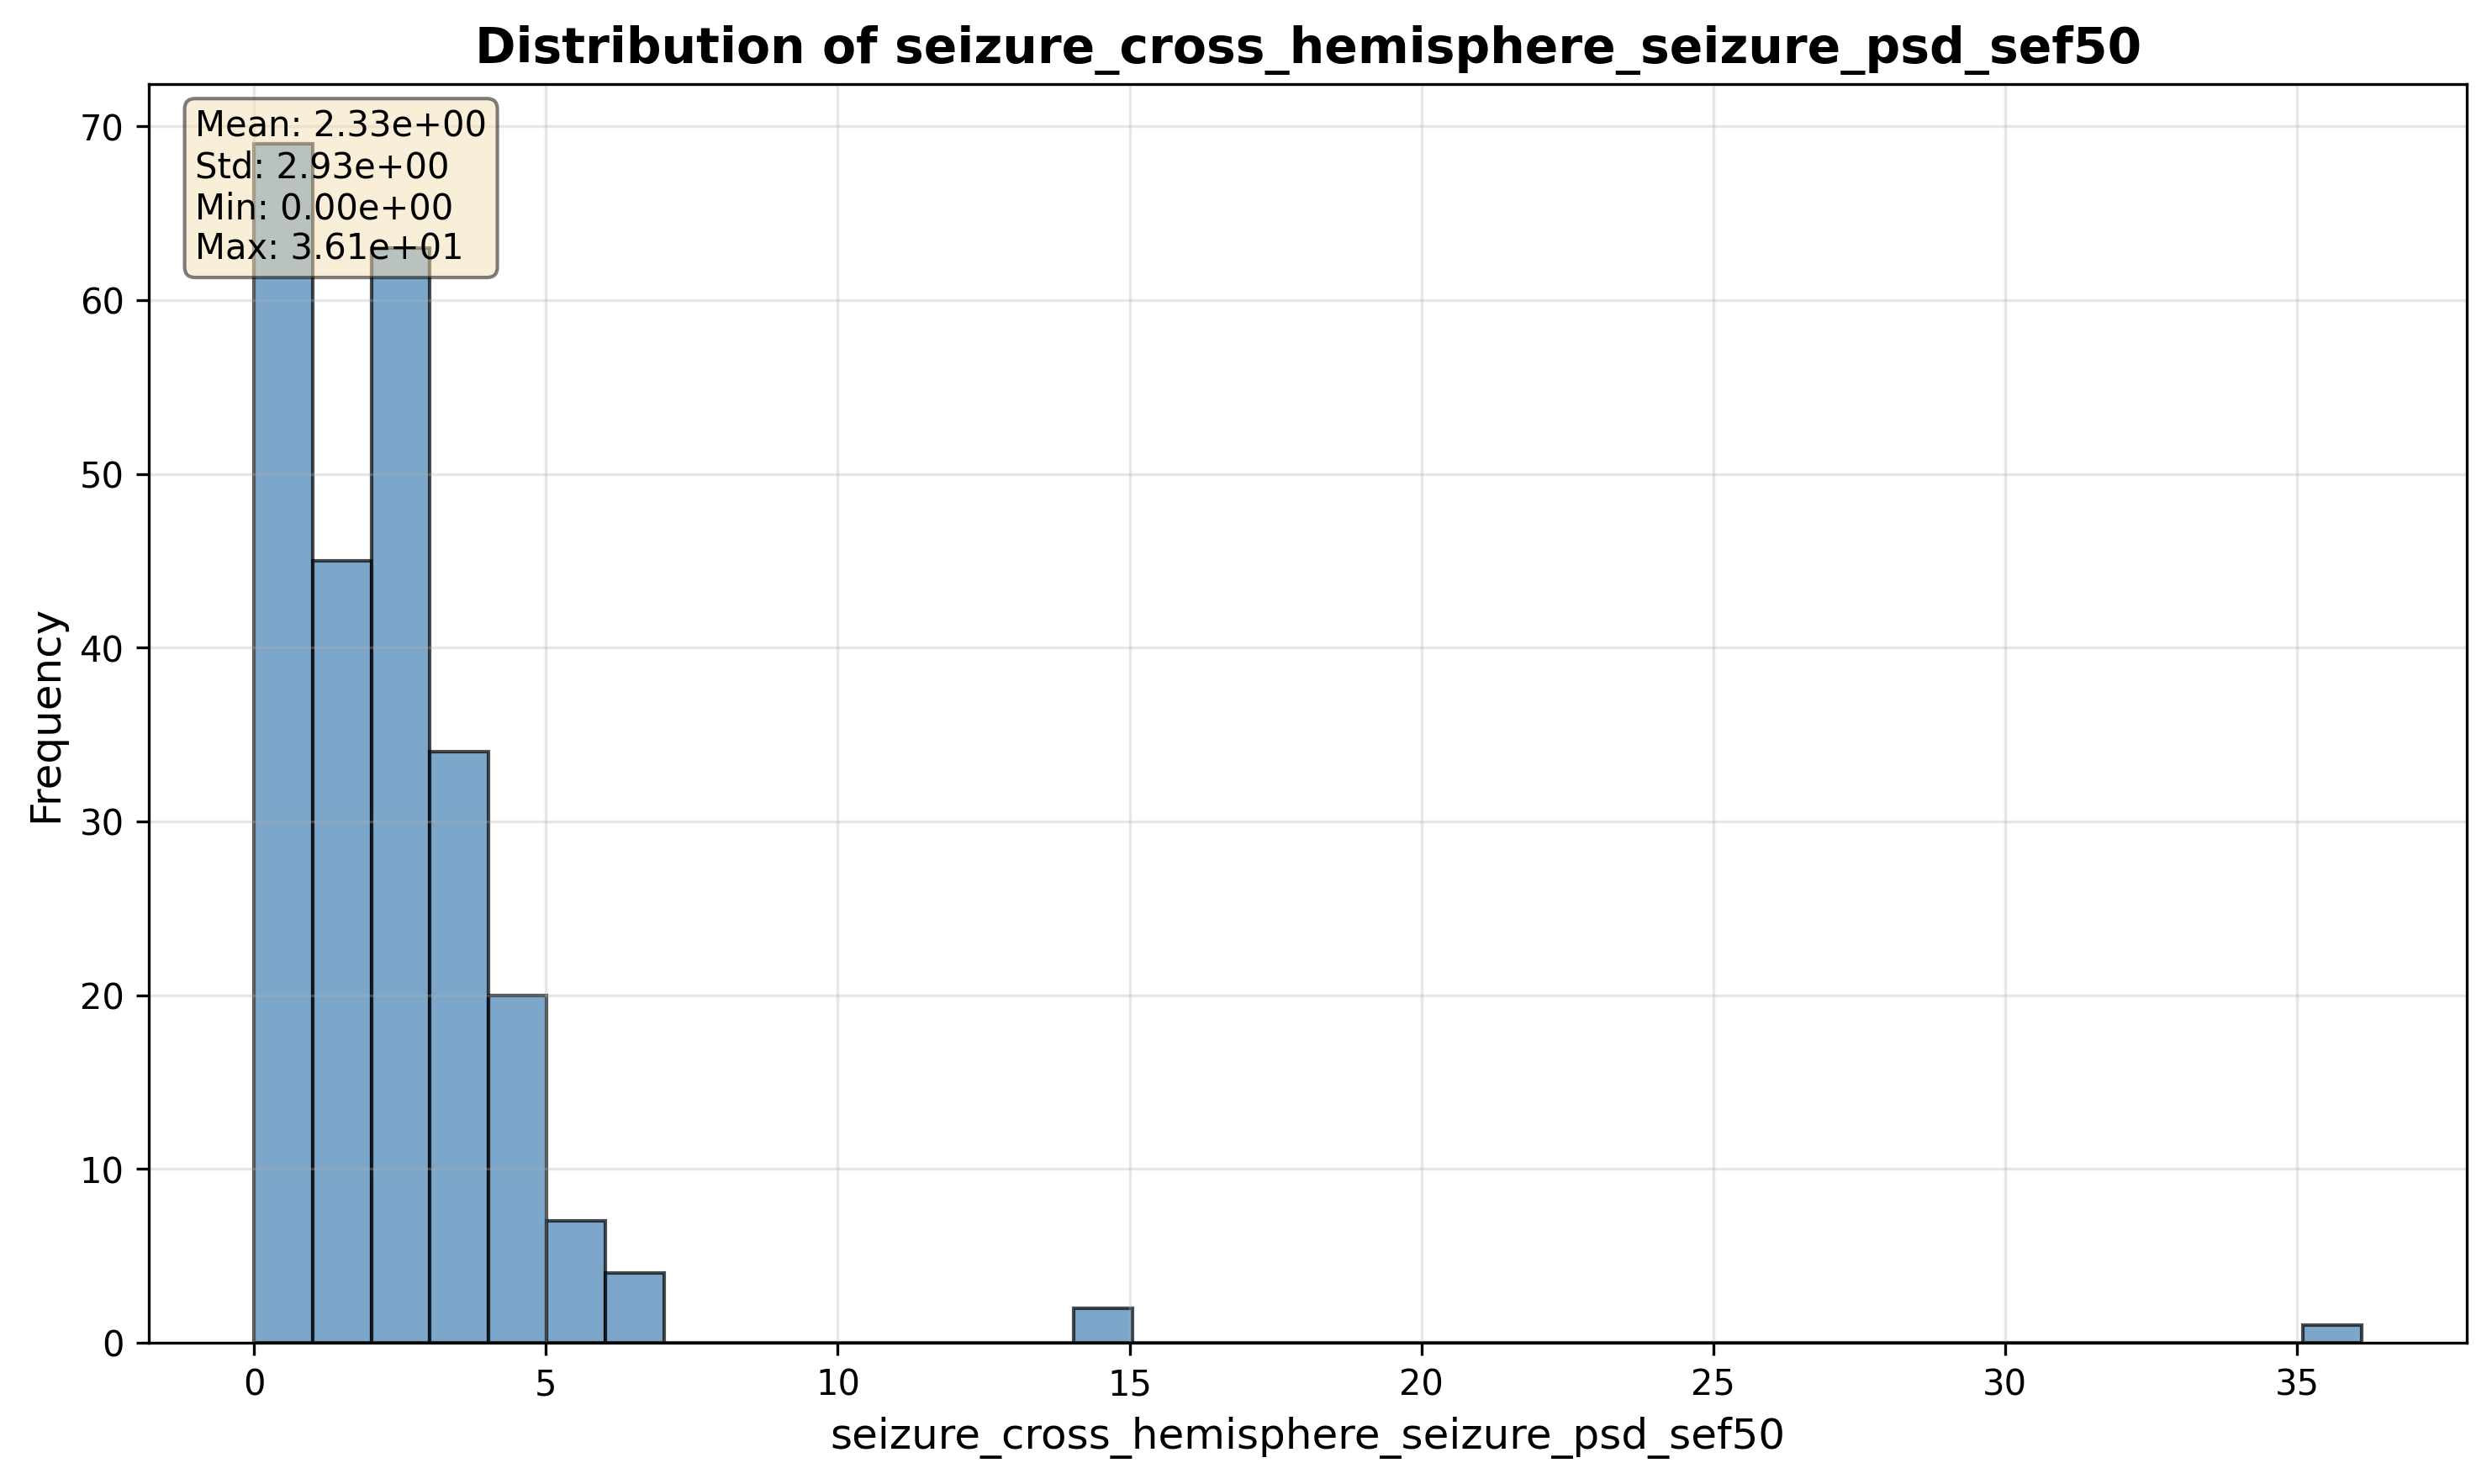 Distribution of seizure_cross_hemisphere_seizure_psd_sef50
Mean: 2.33e+00
Std: 2.93e+00
Min: 0.00e+00
Max: 3.61e+01
Frequency
70
60
50
40
30
20
10
0
0 5 10 15 20 25 30 35
seizure_cross_hemisphere_seizure_psd_sef50